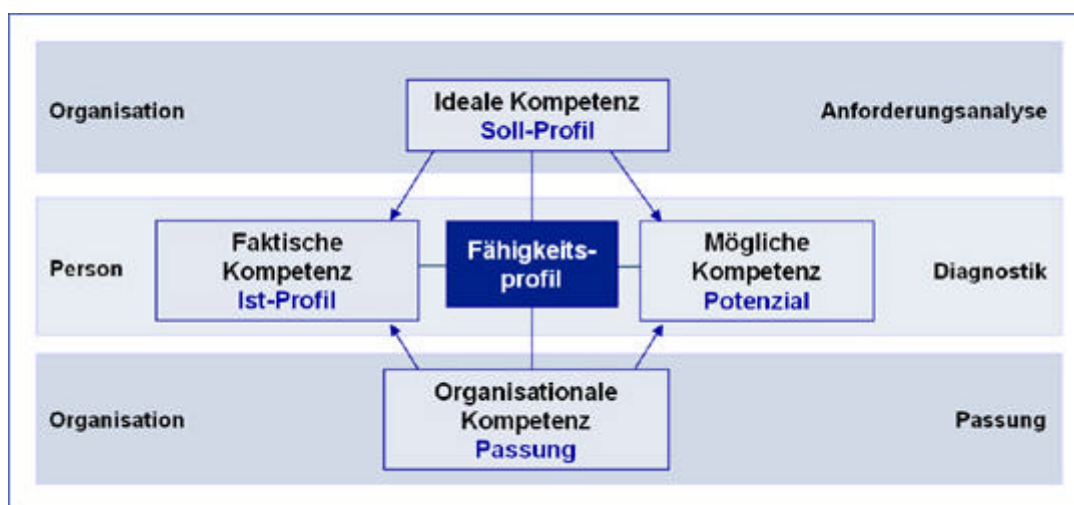 Organisation
Ideale Kompetenz
Soll-Profil
Anforderungsanalyse
Person
Faktische
Kompetenz
Ist-Profil
Fähigkeits-
profil
Mögliche
Kompetenz
Potenzial
Diagnostik
Organisation
Organisationale
Kompetenz
Passung
Passung